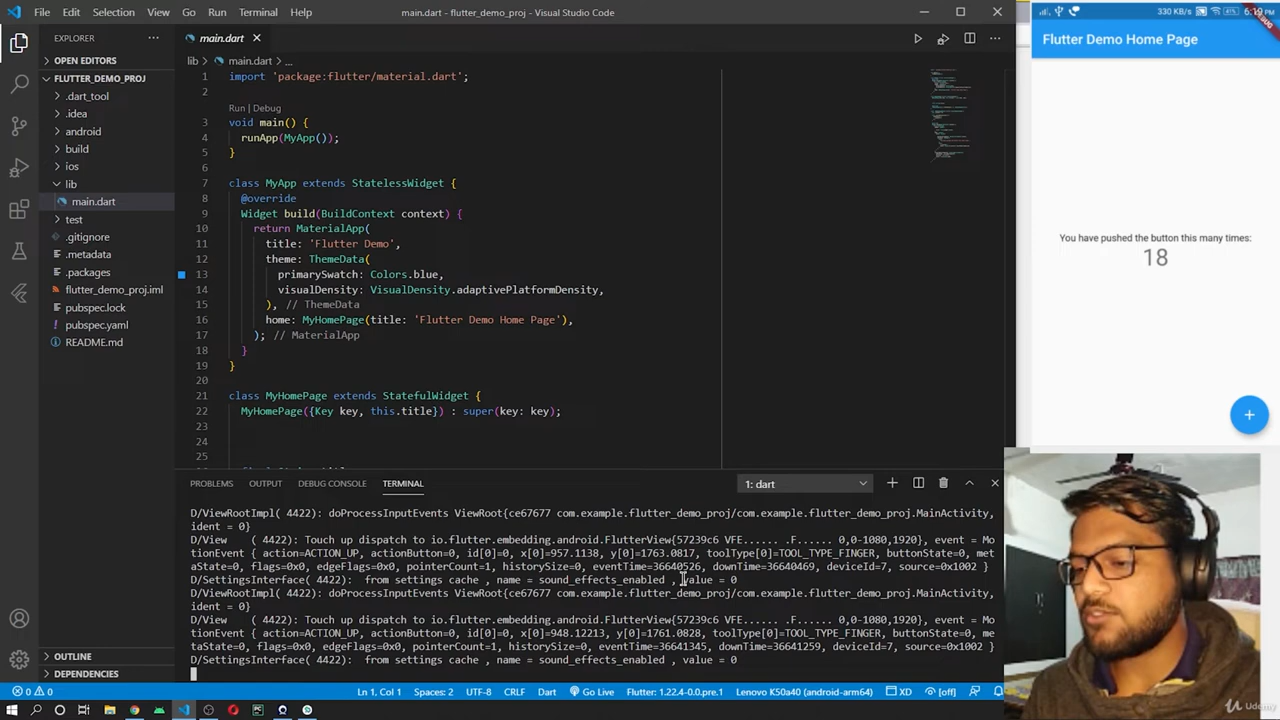 File Edit Selection View Go Run Terminal Help
main.dart - flutter_demo_proj - Visual Studio Code
EXPLORER
OPEN EDITORS
FLUTTER_DEMO_PROJ
.dart_tool
.idea
android
build
ios
lib
main.dart
test
.gitignore
.metadata
.packages
flutter_demo_proj.iml
pubspec.lock
pubspec.yaml
README.md
OUTLINE
DEPENDENCIES
main.dart
lib > main.dart > ...
1 import 'package:flutter/material.dart';
2
Run | Debug
3 void main() {
4 runApp(MyApp());
5 }
6
7 class MyApp extends StatelessWidget {
8 @override
9 Widget build(BuildContext context) {
10 return MaterialApp(
11 title: 'Flutter Demo',
12 theme: ThemeData(
13 primarySwatch: Colors.blue,
14 visualDensity: VisualDensity.adaptivePlatformDensity,
15 ), // ThemeData
16 home: MyHomePage(title: 'Flutter Demo Home Page'),
17 ); // MaterialApp
18 }
19 }
20
21 class MyHomePage extends StatefulWidget {
22 MyHomePage({Key key, this.title}) : super(key: key);
23
24
PROBLEMS OUTPUT DEBUG CONSOLE TERMINAL
1: dart
D/ViewRootImpl( 4422): doProcessInputEvents ViewRoot{ce67677 com.example.flutter_demo_proj/com.example.flutter_demo_proj.MainActivity,
ident = 0}
D/View ( 4422): Touch up dispatch to io.flutter.embedding.android.FlutterView{57239c6 VFE...... .F...... 0,0-1080,1920}, event = Mo
tionEvent { action=ACTION_UP, actionButton=0, id[0]=0, x[0]=957.1138, y[0]=1763.0817, toolType[0]=TOOL_TYPE_FINGER, buttonState=0, met
aState=0, flags=0x0, edgeFlags=0x0, pointerCount=1, historySize=0, eventTime=36640526, downTime=36640469, deviceId=7, source=0x1002 }
D/SettingsInterface( 4422): from settings cache , name = sound_effects_enabled , value = 0
D/ViewRootImpl( 4422): doProcessInputEvents ViewRoot{ce67677 com.example.flutter_demo_proj/com.example.flutter_demo_proj.MainActivity,
ident = 0}
D/View ( 4422): Touch up dispatch to io.flutter.embedding.android.FlutterView{57239c6 VFE...... .F...... 0,0-1080,1920}, event = Mo
tionEvent { action=ACTION_UP, actionButton=0, id[0]=0, x[0]=948.12213, y[0]=1761.0828, toolType[0]=TOOL_TYPE_FINGER, buttonState=0, me
taState=0, flags=0x0, edgeFlags=0x0, pointerCount=1, historySize=0, eventTime=36641345, downTime=36641259, deviceId=7, source=0x1002 }
D/SettingsInterface( 4422): from settings cache , name = sound_effects_enabled , value = 0
0 0 Ln 1, Col 1 Spaces: 2 UTF-8 CRLF Dart Go Live Flutter: 1.22.4-0.pre.1 Lenovo K50a40 (android-arm64) XD [off]
330 KB/s 41%
Flutter Demo Home Page
You have pushed the button this many times:
18
+
Udemy